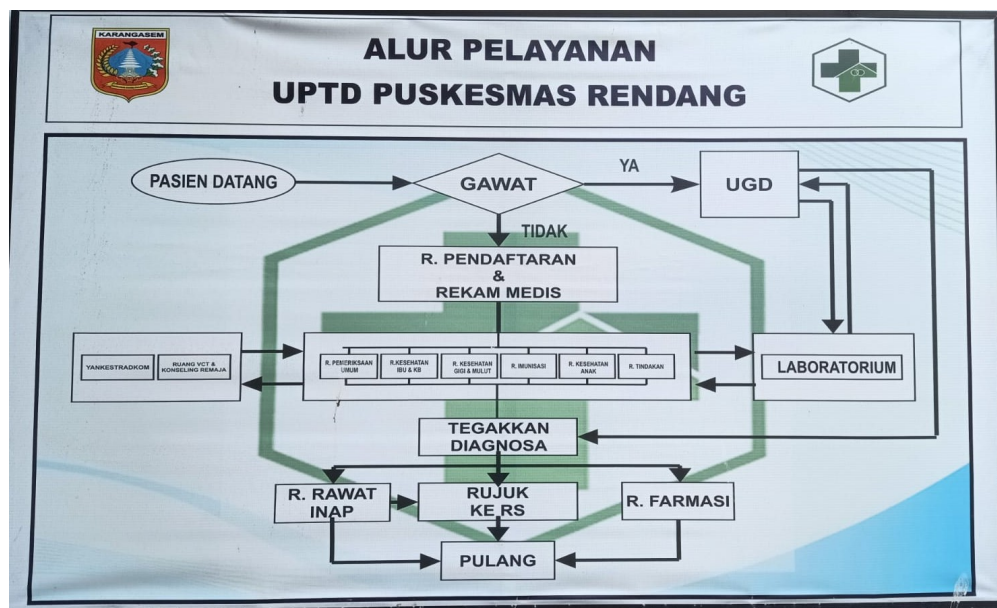 KARANGASEM
ALUR PELAYANAN
UPTD PUSKESMAS RENDANG
PASIEN DATANG
GAWAT
YA
UGD
TIDAK
R. PENDAFTARAN
&
REKAM MEDIS
YANKESTRADKOM
RUANG VCT &
KONSELING REMAJA
R. PEMERIKSAAN
UMUM
R.KESEHATAN
IBU & KB
R. KESEHATAN
GIGI & MULUT
R. IMUNISASI
R. KESEHATAN
ANAK
R. TINDAKAN
LABORATORIUM
TEGAKKAN
DIAGNOSA
R. RAWAT
INAP
RUJUK
KE RS
R. FARMASI
PULANG